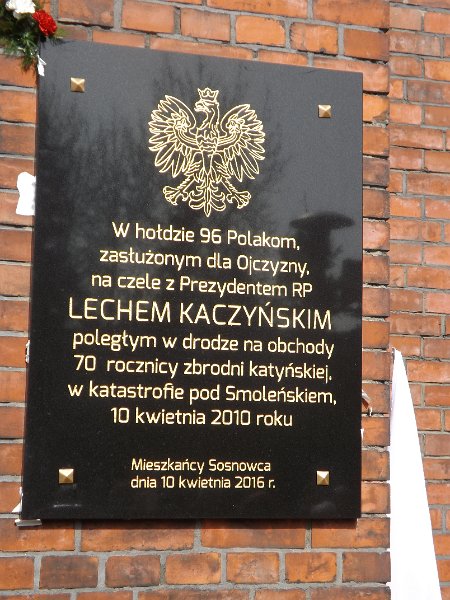 W hołdzie 96 Polakom,
zasłużonym dla Ojczyzny,
na czele z Prezydentem RP
LECHEM KACZYŃSKIM
poległym w drodze na obchody
70 rocznicy zbrodni katyńskiej.
w katastrofie pod Smoleńskiem,
10 kwietnia 2010 roku
Mieszkańcy Sosnowca
dnia 10 kwietnia 2016 r.